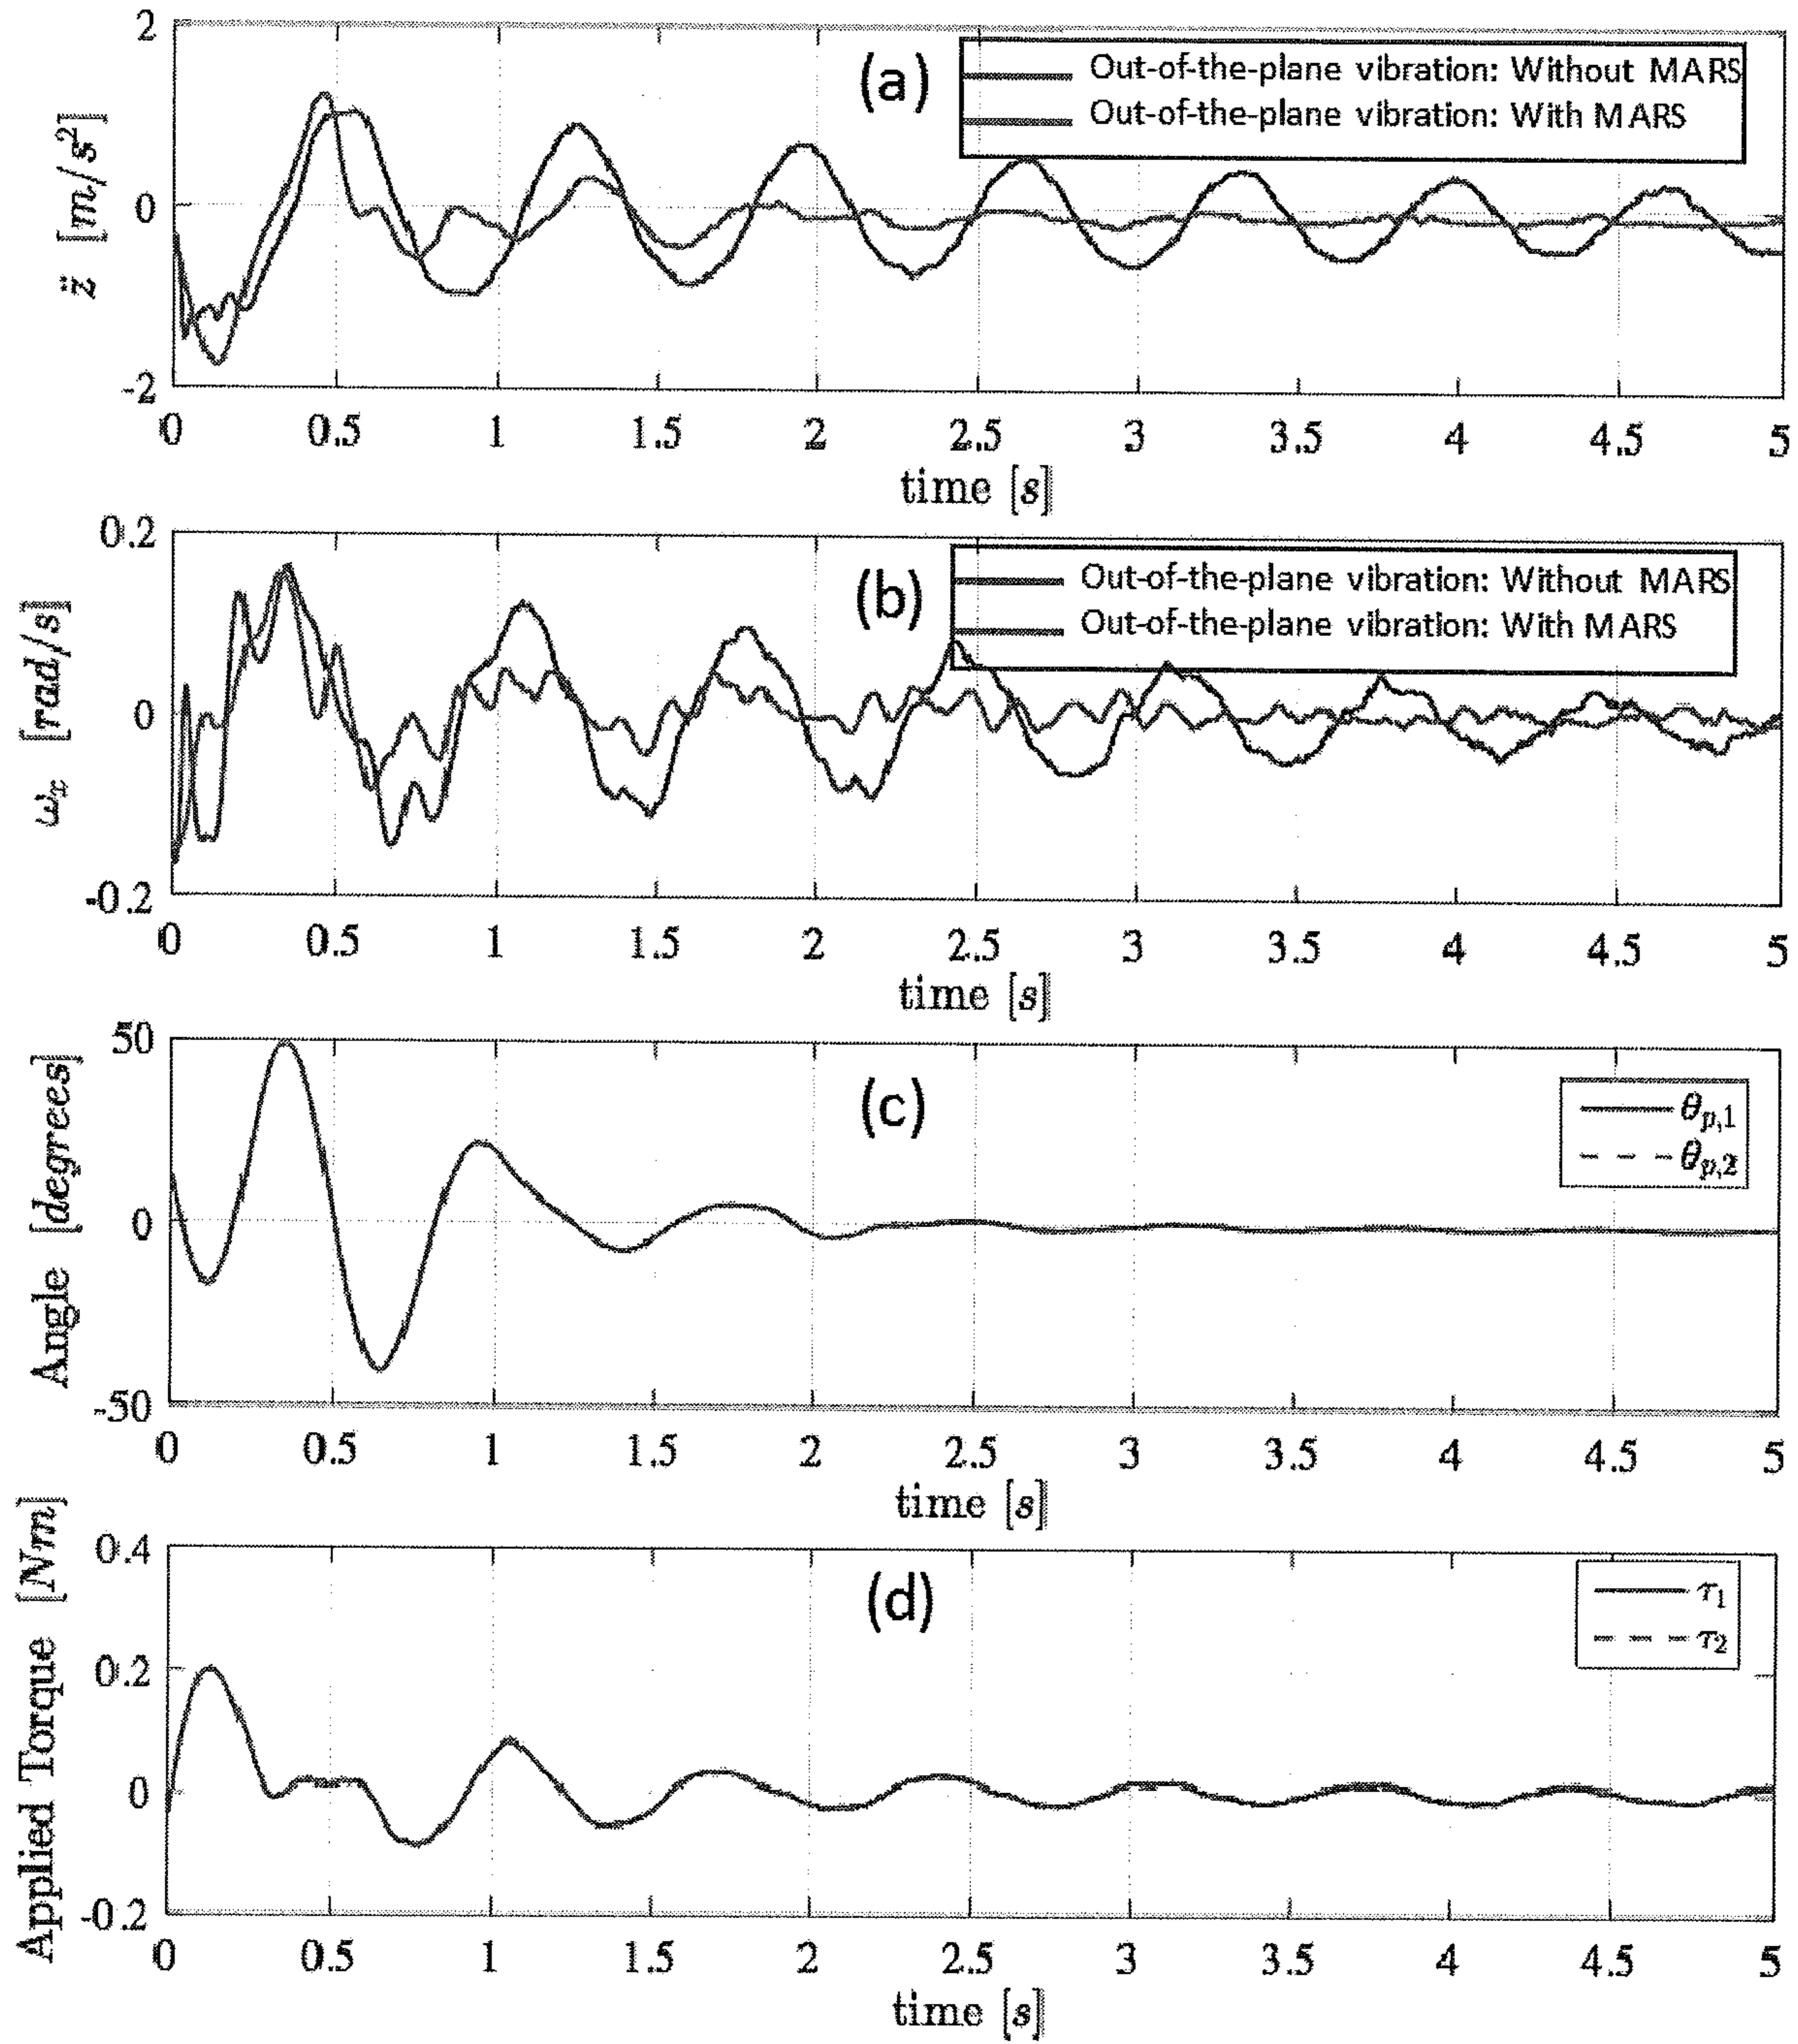 2
(a)
Out-of-the-plane vibration: Without MARS
Out-of-the-plane vibration: With MARS
z̈ [m/s²]
0
-2
0 0.5 1 1.5 2 2.5 3 3.5 4 4.5 5
time [s]
0.2
(b)
Out-of-the-plane vibration: Without MARS
Out-of-the-plane vibration: With MARS
ωₓ [rad/s]
0
-0.2
0 0.5 1 1.5 2 2.5 3 3.5 4 4.5 5
time [s]
50
(c)
θp,1
θp,2
Angle [degrees]
0
-50
0 0.5 1 1.5 2 2.5 3 3.5 4 4.5 5
time [s]
0.4
(d)
τ₁
τ₂
Applied Torque [Nm]
0.2
0
-0.2
0 0.5 1 1.5 2 2.5 3 3.5 4 4.5 5
time [s]